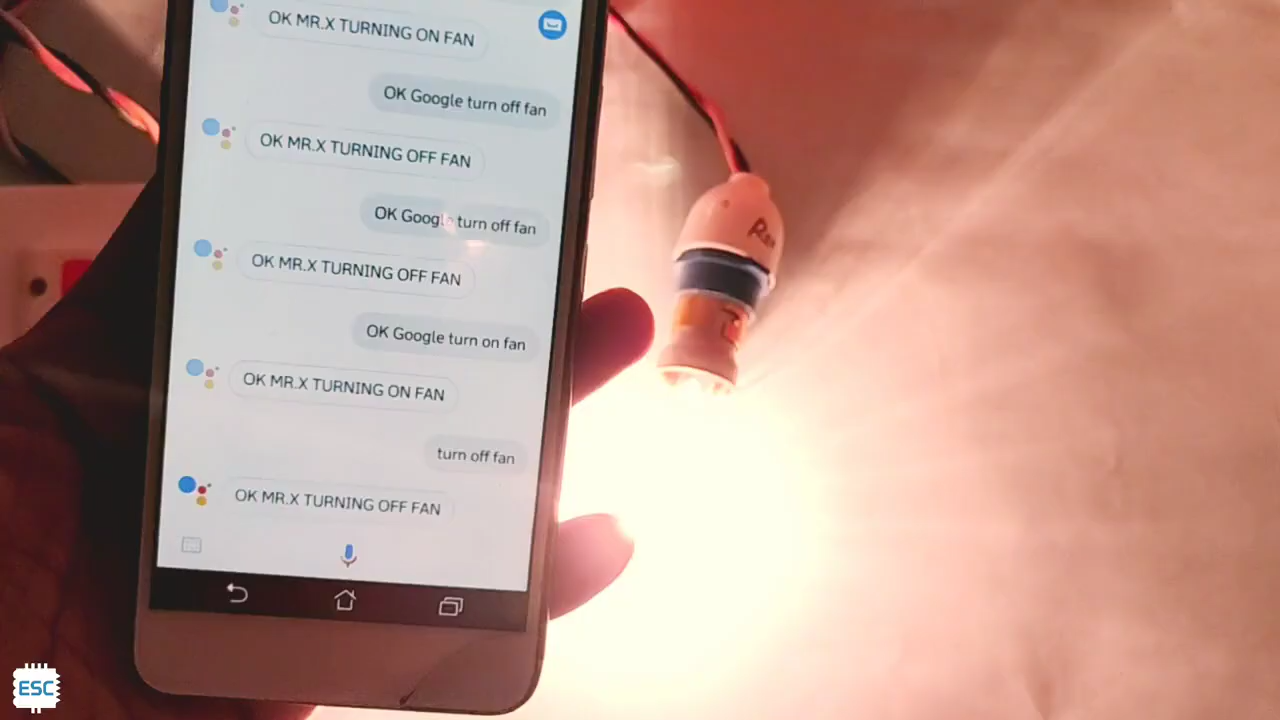 OK MR.X TURNING ON FAN
OK Google turn off fan
OK MR.X TURNING OFF FAN
OK Google turn off fan
OK MR.X TURNING OFF FAN
OK Google turn on fan
OK MR.X TURNING ON FAN
turn off fan
OK MR.X TURNING OFF FAN
ESC